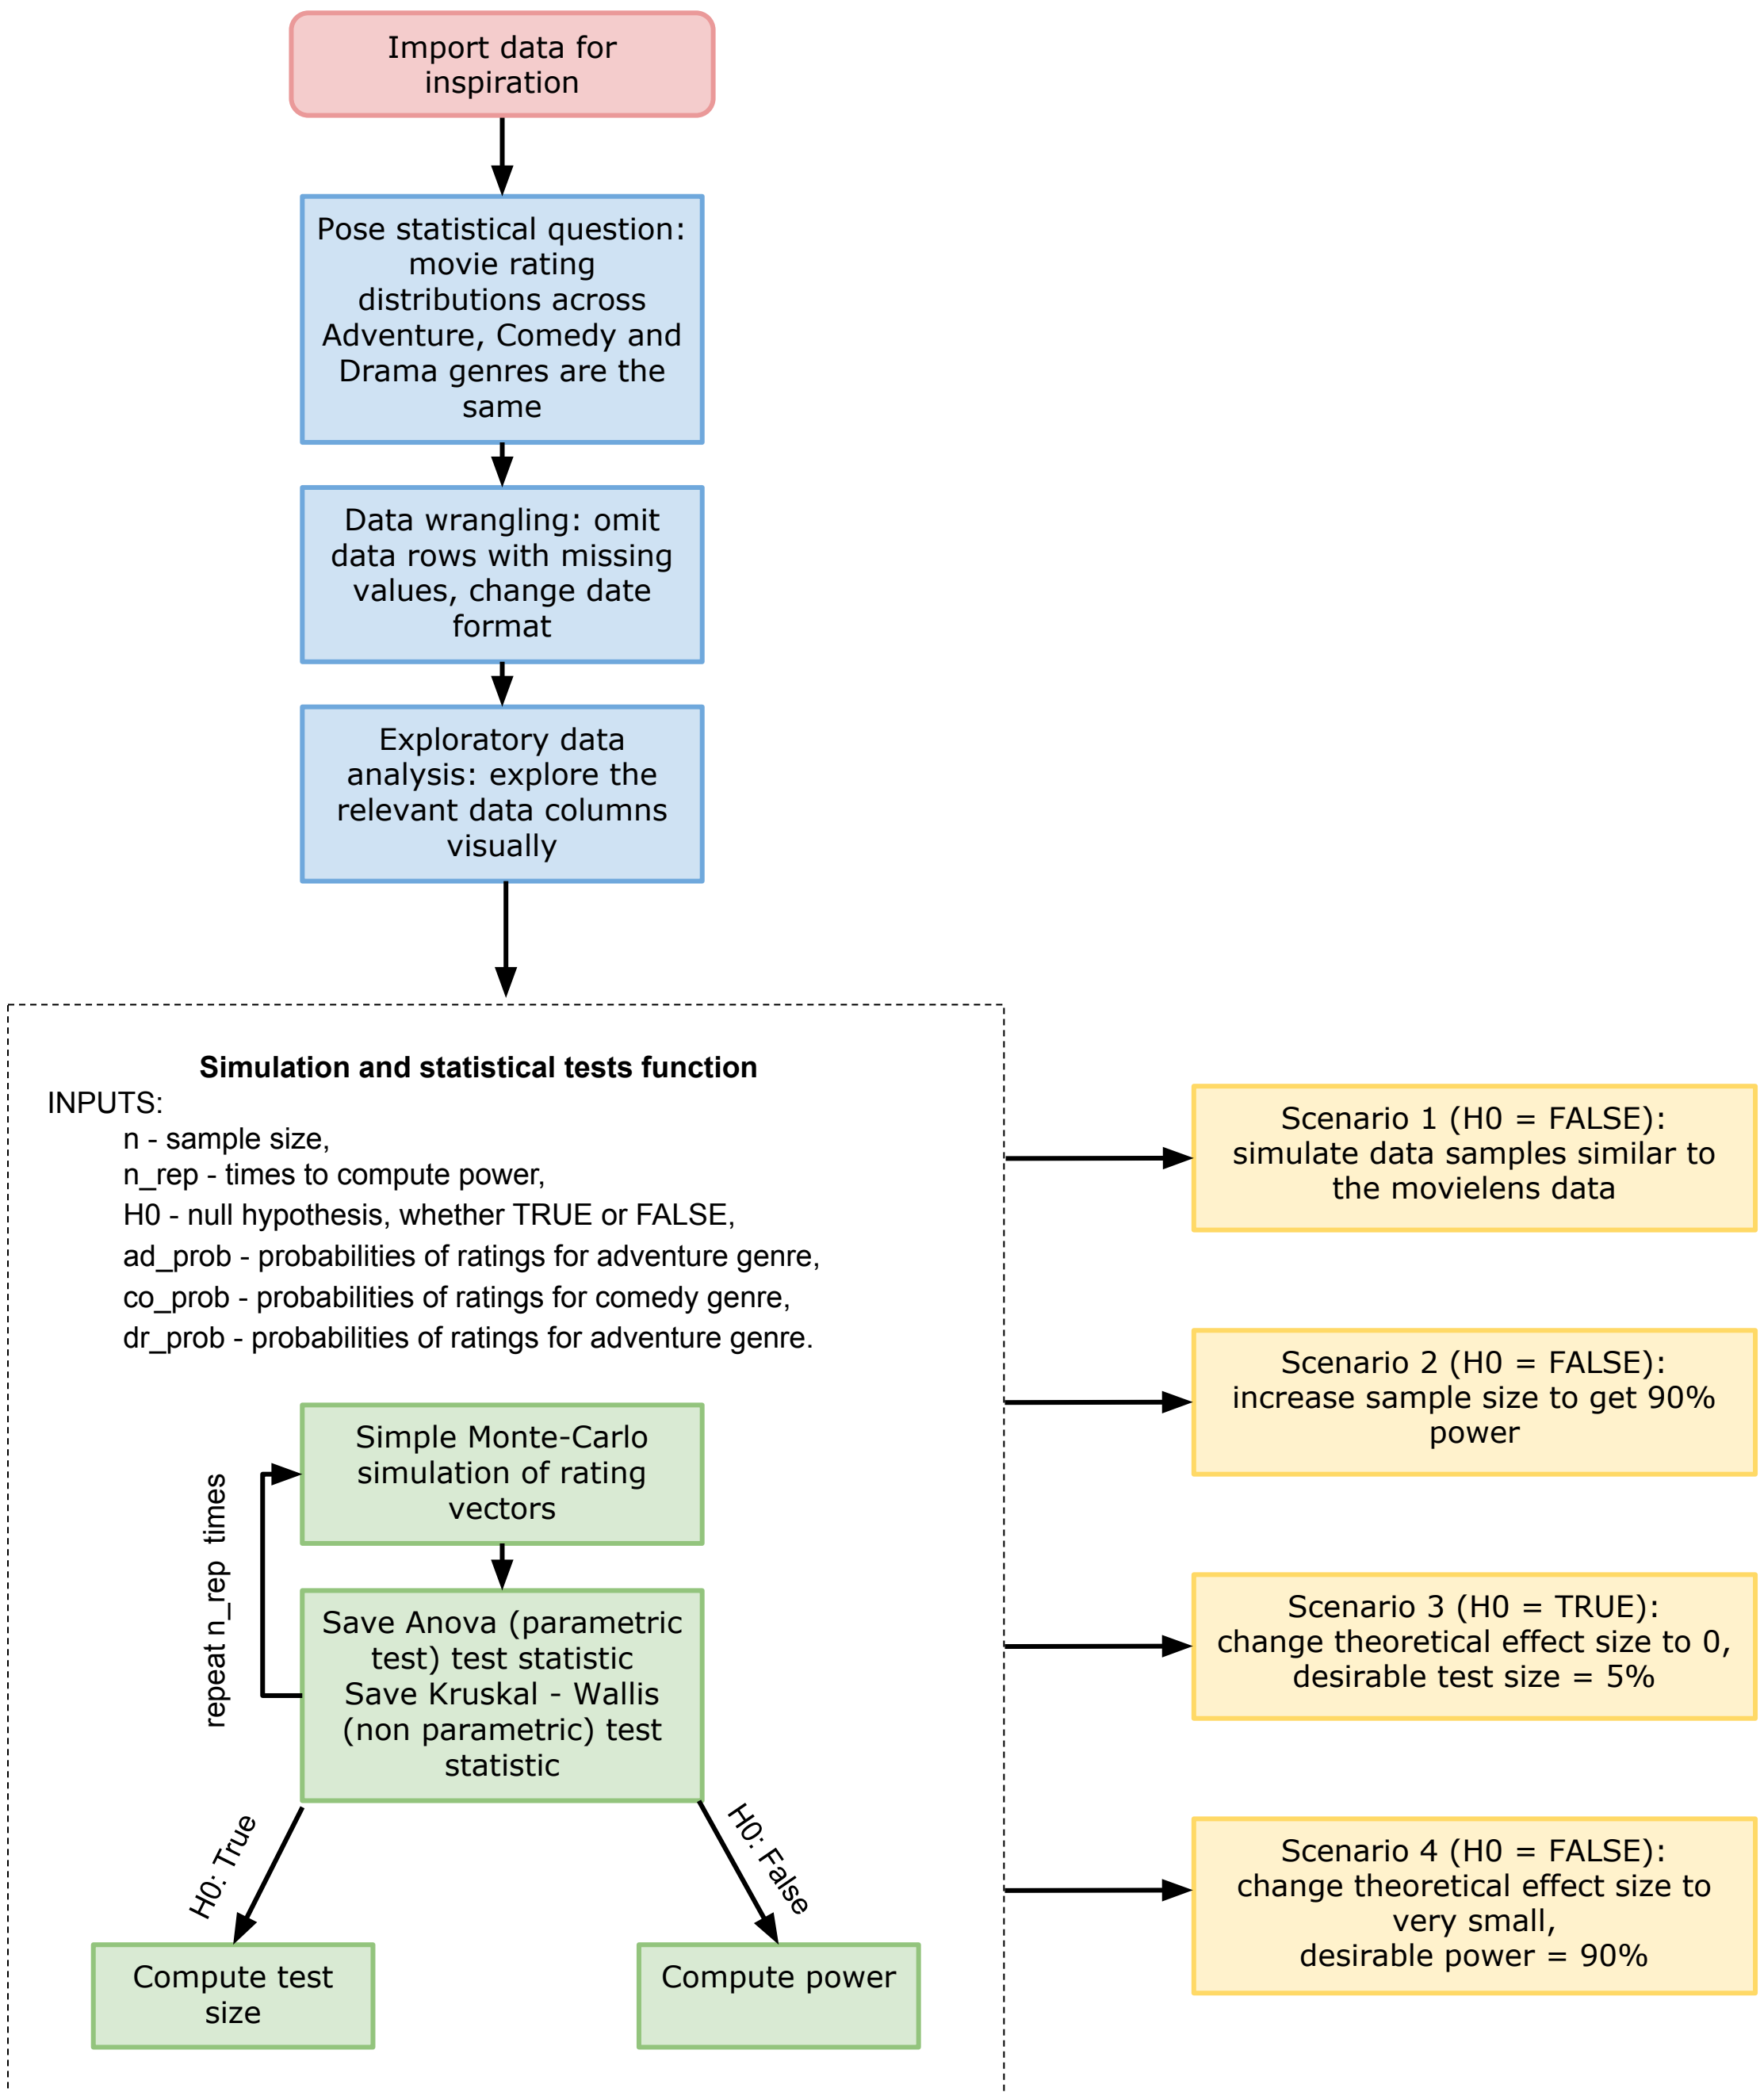 Import data for
inspiration
Pose statistical question:
movie rating
distributions across
Adventure, Comedy and
Drama genres are the
same
Data wrangling: omit
data rows with missing
values, change date
format
Exploratory data
analysis: explore the
relevant data columns
visually
Simulation and statistical tests function
INPUTS:
n - sample size,
n_rep - times to compute power,
H0 - null hypothesis, whether TRUE or FALSE,
ad_prob - probabilities of ratings for adventure genre,
co_prob - probabilities of ratings for comedy genre,
dr_prob - probabilities of ratings for adventure genre.
Simple Monte-Carlo
simulation of rating
vectors
repeat n_rep times
Save Anova (parametric
test) test statistic
Save Kruskal - Wallis
(non parametric) test
statistic
H0: True
H0: False
Compute test
size
Compute power
Scenario 1 (H0 = FALSE):
simulate data samples similar to
the movielens data
Scenario 2 (H0 = FALSE):
increase sample size to get 90%
power
Scenario 3 (H0 = TRUE):
change theoretical effect size to 0,
desirable test size = 5%
Scenario 4 (H0 = FALSE):
change theoretical effect size to
very small,
desirable power = 90%